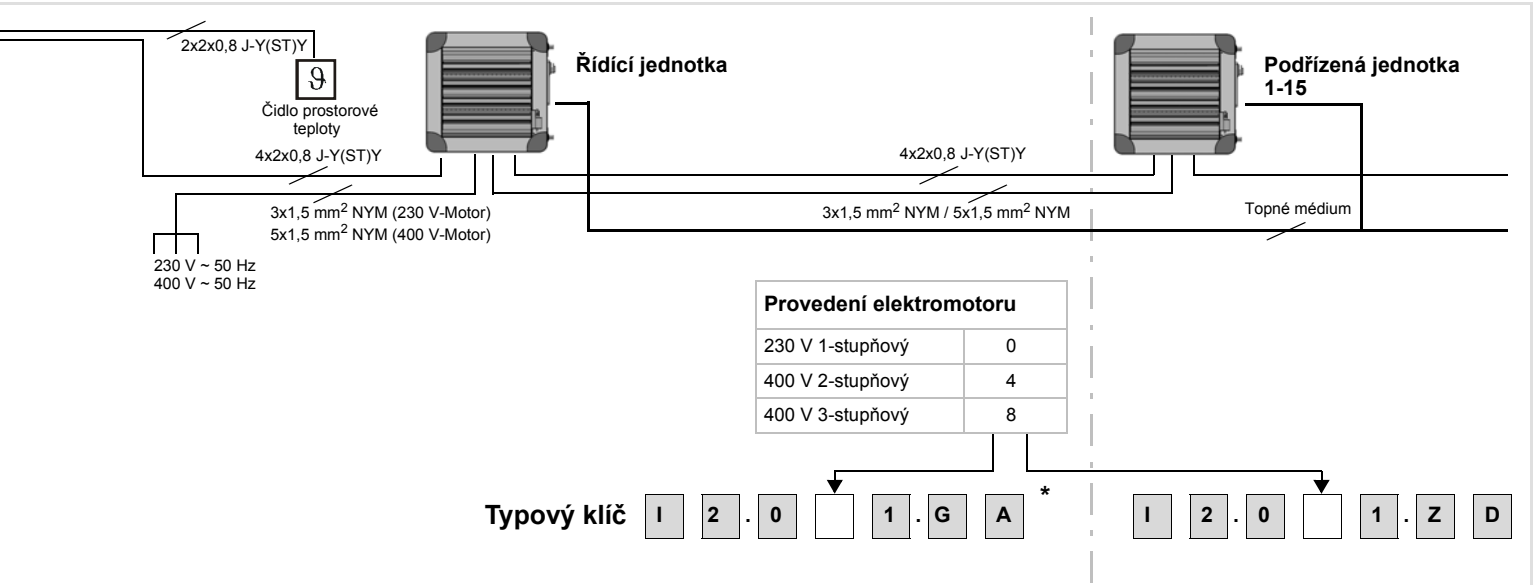 2x2x0,8 J-Y(ST)Y
ϑ
Čidlo prostorové
teploty
Řídící jednotka
Podřízená jednotka
1-15
4x2x0,8 J-Y(ST)Y
4x2x0,8 J-Y(ST)Y
3x1,5 mm² NYM (230 V-Motor)
5x1,5 mm² NYM (400 V-Motor)
3x1,5 mm² NYM / 5x1,5 mm² NYM
Topné médium
230 V ~ 50 Hz
400 V ~ 50 Hz
Provedení elektromotoru
230 V 1-stupňový 0
400 V 2-stupňový 4
400 V 3-stupňový 8
Typový klíč I 2 . 0 1 . G A *
I 2 . 0 1 . Z D